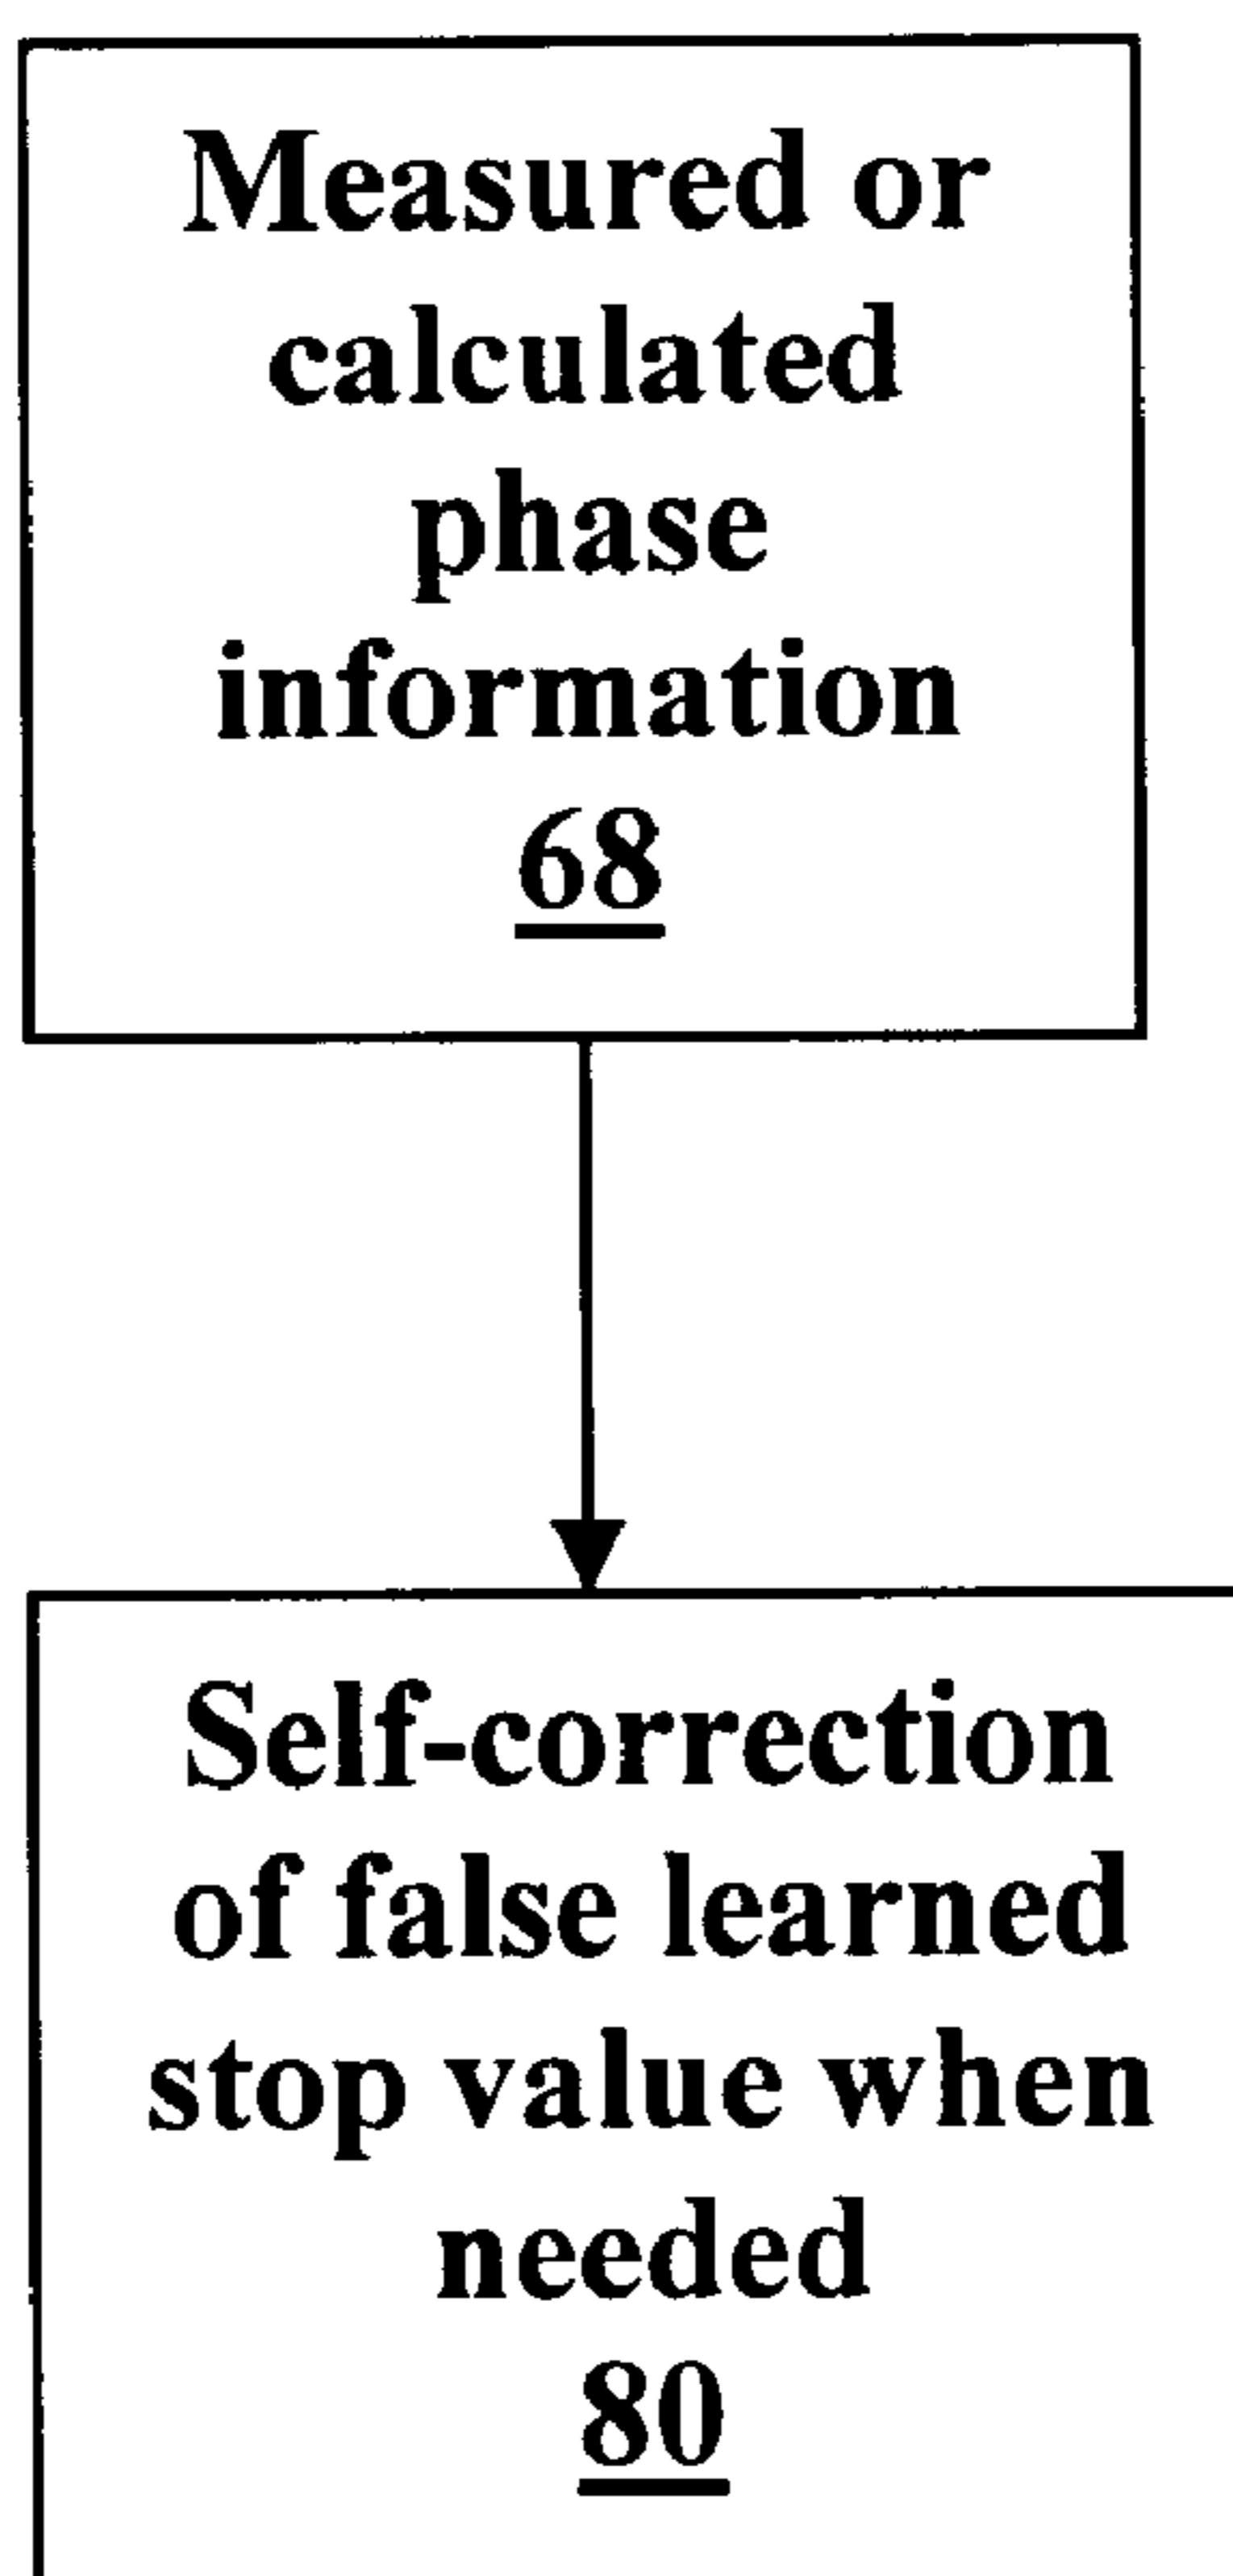 Measured or
calculated
phase
information
68
Self-correction
of false learned
stop value when
needed
80